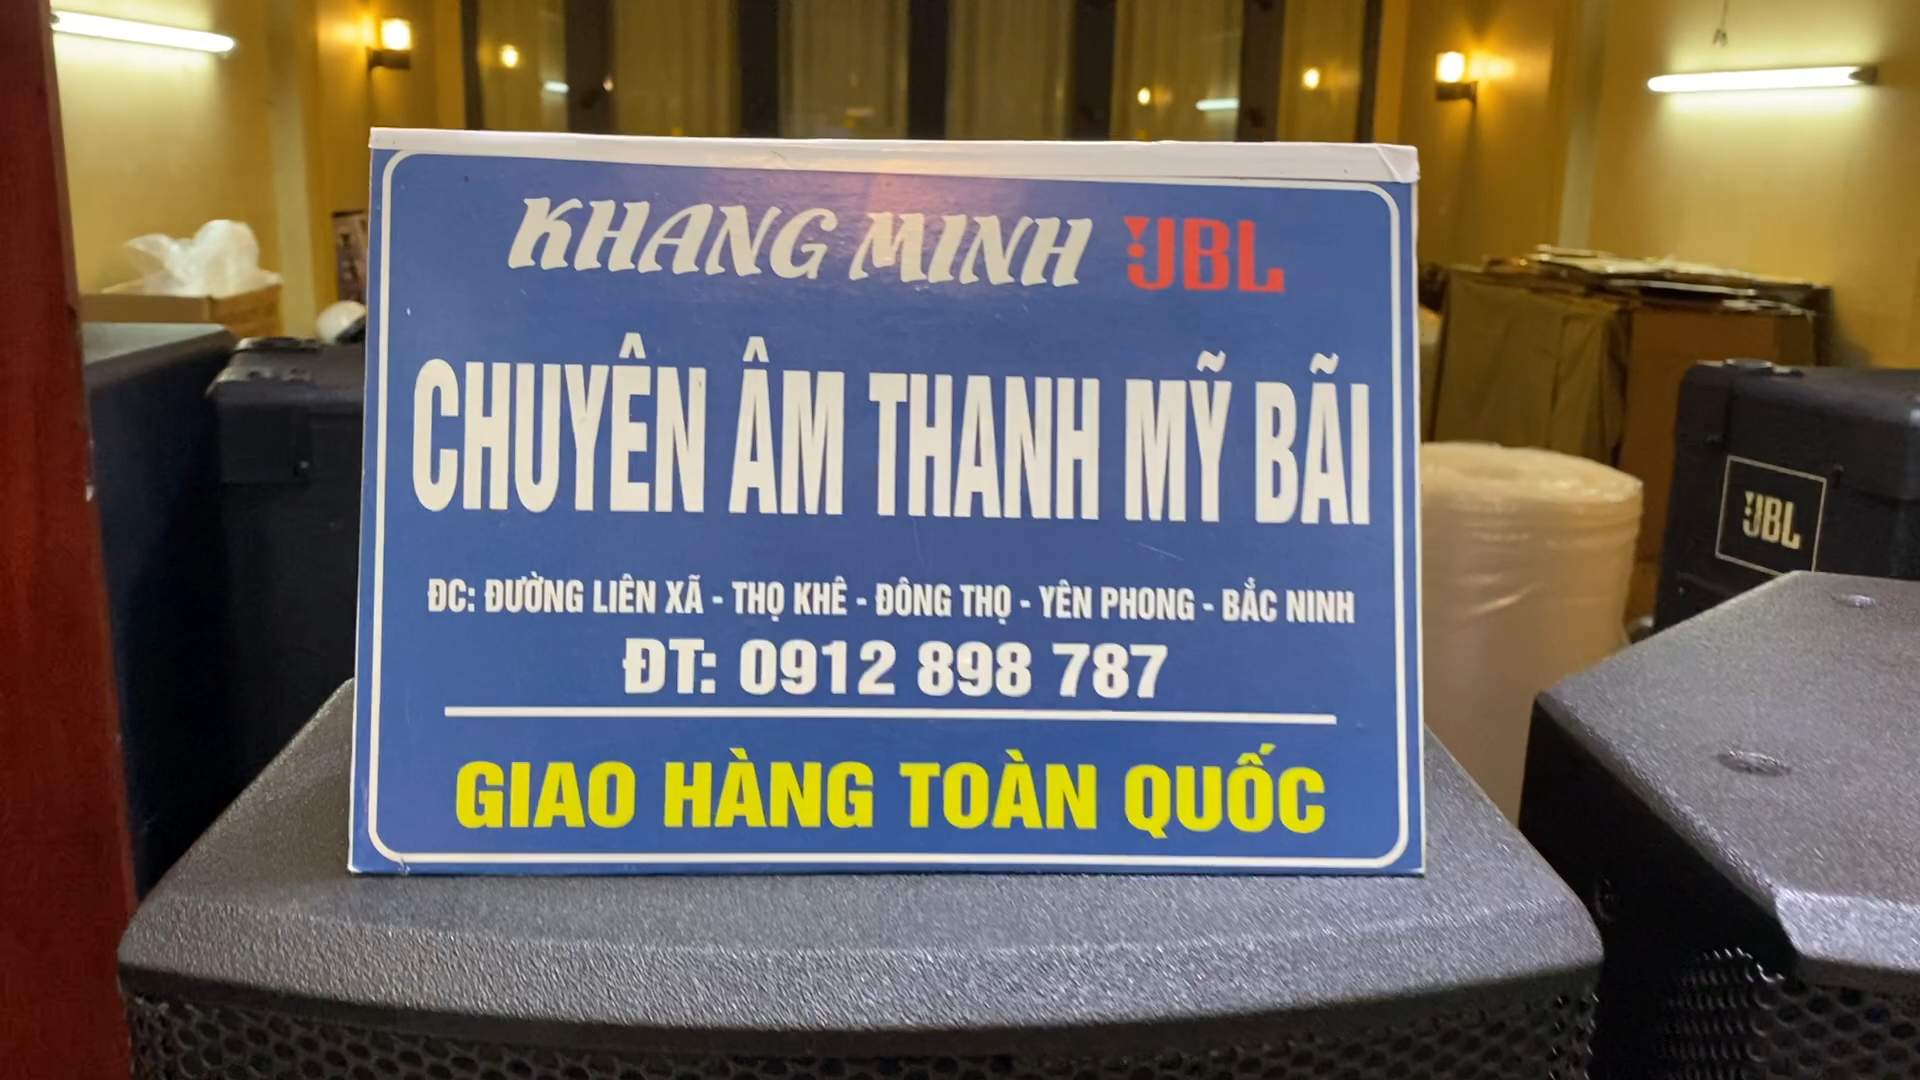 KHANG MINH JBL
CHUYÊN ÂM THANH MỸ BÃI
ĐC: ĐƯỜNG LIÊN XÃ - THỌ KHÊ - ĐÔNG THỌ - YÊN PHONG - BẮC NINH
ĐT: 0912 898 787
GIAO HÀNG TOÀN QUỐC
JBL